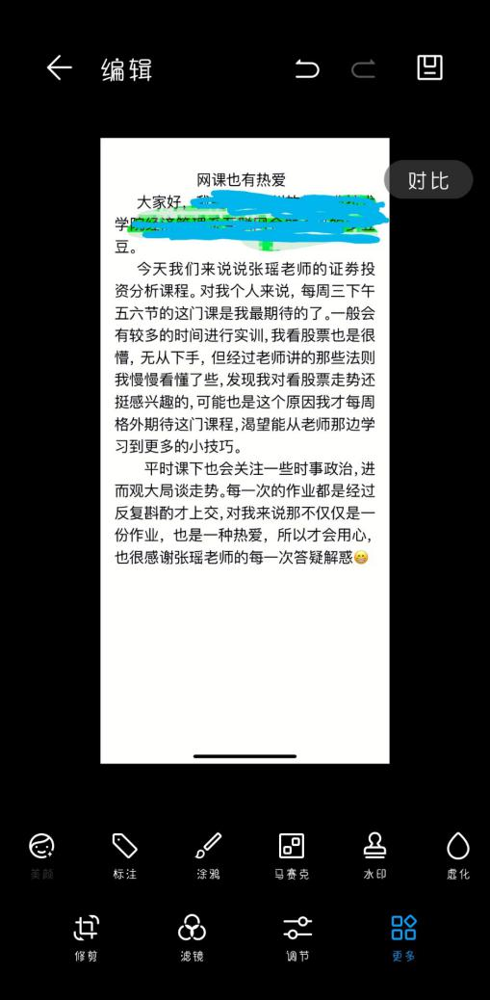 编辑
对比
网课也有热爱
大家好，
学院经济管理系互联网金融
豆。
今天我们来说说张瑶老师的证券投
资分析课程。对我个人来说，每周三下午
五六节的这门课是我最期待的了。一般会
有较多的时间进行实训，我看股票也是很
懵，无从下手，但经过老师讲的那些法则
我慢慢看懂了些，发现我对看股票走势还
挺感兴趣的，可能也是这个原因我才每周
格外期待这门课程，渴望能从老师那边学
习到更多的小技巧。
平时课下也会关注一些时事政治，进
而观大局谈走势。每一次的作业都是经过
反复斟酌才上交，对我来说那不仅仅是一
份作业，也是一种热爱，所以才会用心，
也很感谢张瑶老师的每一次答疑解惑😁
美颜 标注 涂鸦 马赛克 水印 虚化
修剪 滤镜 调节 更多